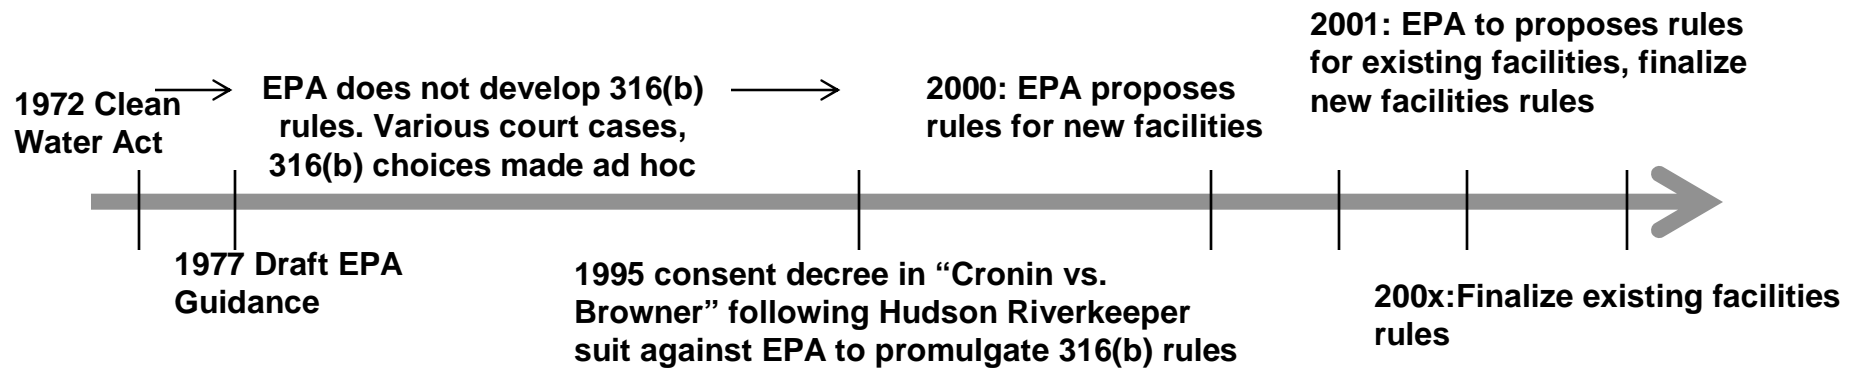 1972 Clean
Water Act
EPA does not develop 316(b)
rules. Various court cases,
316(b) choices made ad hoc
2000: EPA proposes
rules for new facilities
2001: EPA to proposes rules
for existing facilities, finalize
new facilities rules
1977 Draft EPA
Guidance
1995 consent decree in “Cronin vs.
Browner” following Hudson Riverkeeper
suit against EPA to promulgate 316(b) rules
200x:Finalize existing facilities
rules